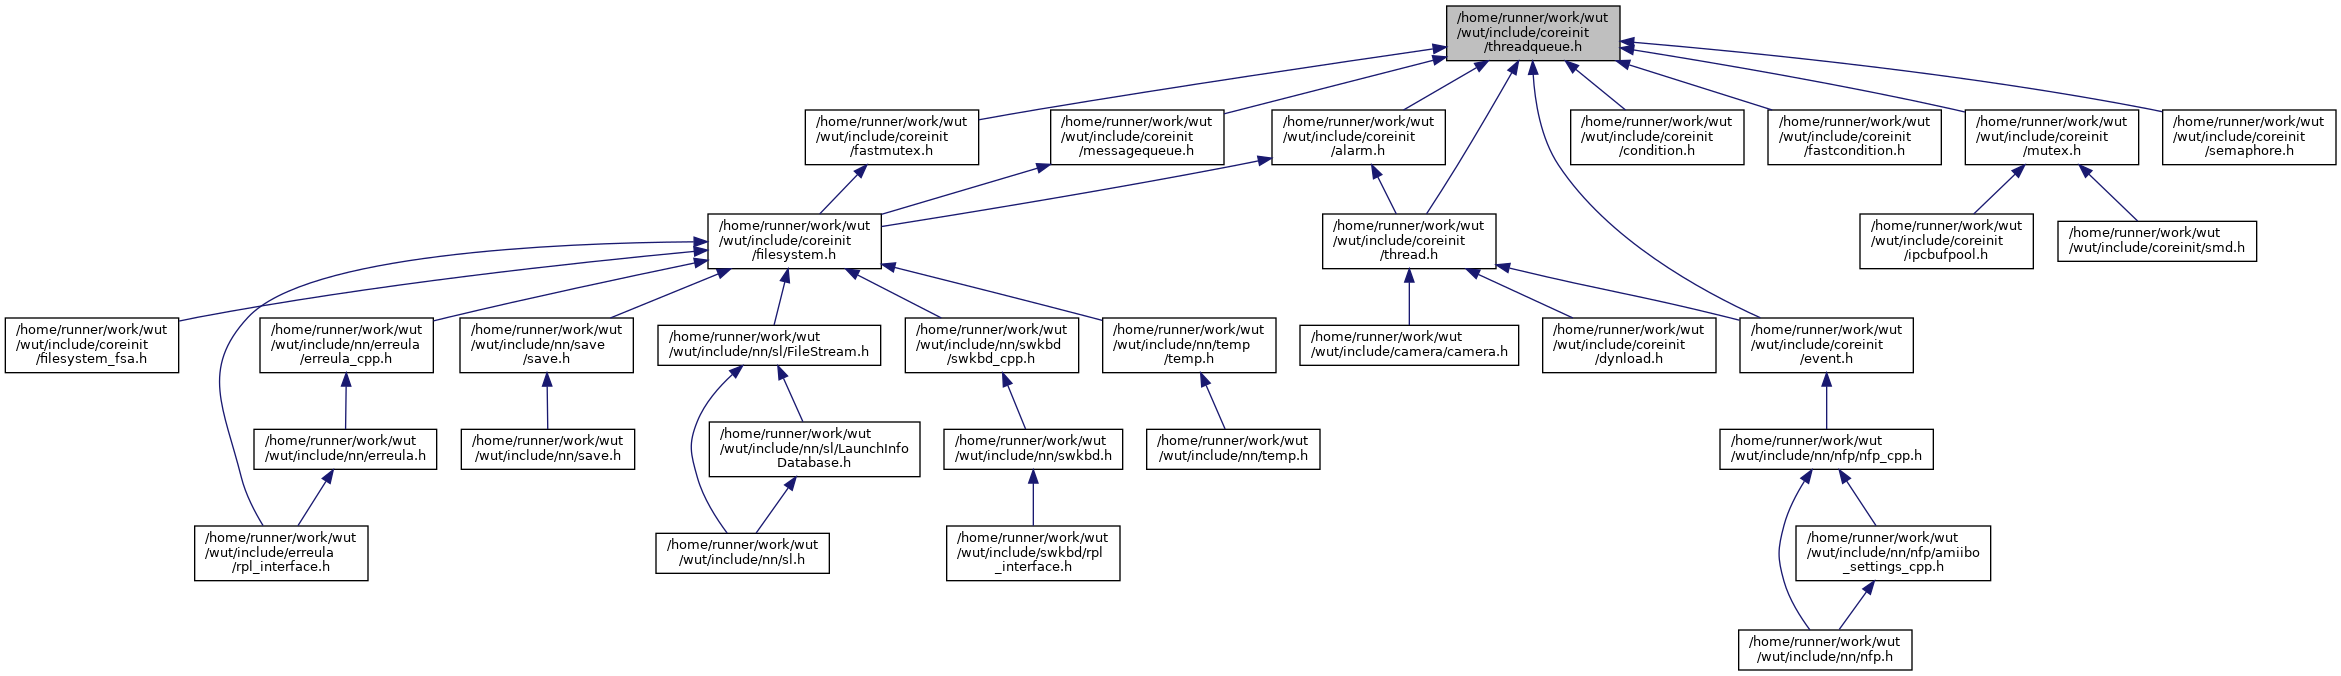 /home/runner/work/wut
/wut/include/coreinit
/threadqueue.h
/home/runner/work/wut
/wut/include/coreinit
/fastmutex.h
/home/runner/work/wut
/wut/include/coreinit
/messagequeue.h
/home/runner/work/wut
/wut/include/coreinit
/alarm.h
/home/runner/work/wut
/wut/include/coreinit
/condition.h
/home/runner/work/wut
/wut/include/coreinit
/fastcondition.h
/home/runner/work/wut
/wut/include/coreinit
/mutex.h
/home/runner/work/wut
/wut/include/coreinit
/semaphore.h
/home/runner/work/wut
/wut/include/coreinit
/filesystem.h
/home/runner/work/wut
/wut/include/coreinit
/thread.h
/home/runner/work/wut
/wut/include/coreinit
/ipcbufpool.h
/home/runner/work/wut
/wut/include/coreinit/smd.h
/home/runner/work/wut
/wut/include/coreinit
/filesystem_fsa.h
/home/runner/work/wut
/wut/include/nn/erreula
/erreula_cpp.h
/home/runner/work/wut
/wut/include/nn/save
/save.h
/home/runner/work/wut
/wut/include/nn/sl/FileStream.h
/home/runner/work/wut
/wut/include/nn/swkbd
/swkbd_cpp.h
/home/runner/work/wut
/wut/include/nn/temp
/temp.h
/home/runner/work/wut
/wut/include/camera/camera.h
/home/runner/work/wut
/wut/include/coreinit
/dynload.h
/home/runner/work/wut
/wut/include/coreinit
/event.h
/home/runner/work/wut
/wut/include/nn/erreula.h
/home/runner/work/wut
/wut/include/nn/save.h
/home/runner/work/wut
/wut/include/nn/sl/LaunchInfo
Database.h
/home/runner/work/wut
/wut/include/nn/swkbd.h
/home/runner/work/wut
/wut/include/nn/temp.h
/home/runner/work/wut
/wut/include/nn/nfp/nfp_cpp.h
/home/runner/work/wut
/wut/include/erreula
/rpl_interface.h
/home/runner/work/wut
/wut/include/nn/sl.h
/home/runner/work/wut
/wut/include/swkbd/rpl
_interface.h
/home/runner/work/wut
/wut/include/nn/nfp/amiibo
_settings_cpp.h
/home/runner/work/wut
/wut/include/nn/nfp.h